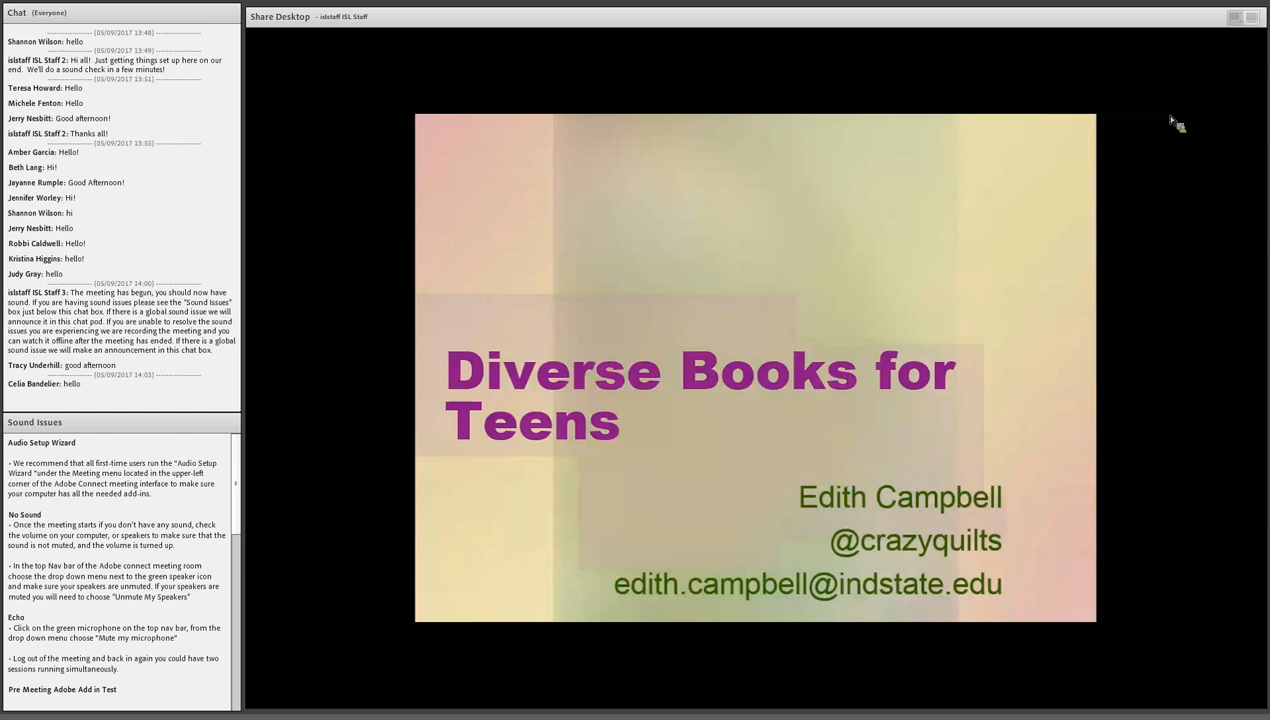 Chat (Everyone)
------------------ (05/09/2017 13:48) ------------------
Shannon Wilson: hello
------------------ (05/09/2017 13:49) ------------------
islstaff ISL Staff 2: Hi all! Just getting things set up here on our
end. We'll do a sound check in a few minutes!
------------------ (05/09/2017 13:51) ------------------
Teresa Howard: Hello
Michele Fenton: Hello
Jerry Nesbitt: Good afternoon!
islstaff ISL Staff 2: Thanks all!
------------------ (05/09/2017 13:55) ------------------
Amber Garcia: Hello!
Beth Lang: Hi!
Jayanne Rumple: Good Afternoon!
Jennifer Worley: Hi!
Shannon Wilson: hi
Jerry Nesbitt: Hello
Robbi Caldwell: Hello!
Kristina Higgins: hello!
Judy Gray: hello
------------------ (05/09/2017 14:00) ------------------
islstaff ISL Staff 3: The meeting has begun, you should now have
sound. If you are having sound issues please see the "Sound Issues"
box just below this chat box. If there is a global sound issue we will
announce it in this chat pod. If you are unable to resolve the sound
issues you are experiencing we are recording the meeting and you
can watch it offline after the meeting has ended. If there is a global
sound issue we will make an announcement in this chat box.
Tracy Underhill: good afternoon
------------------ (05/09/2017 14:03) ------------------
Celia Bandelier: hello
Sound Issues
Audio Setup Wizard
• We recommend that all first-time users run the "Audio Setup
Wizard "under the Meeting menu located in the upper-left
corner of the Adobe Connect meeting interface to make sure
your computer has all the needed add-ins.
No Sound
• Once the meeting starts if you don't have any sound, check
the volume on your computer, or speakers to make sure that the
sound is not muted, and the volume is turned up.
• In the top Nav bar of the Adobe connect meeting room
choose the drop down menu next to the green speaker icon
and make sure your speakers are unmuted. If your speakers are
muted you will need to choose "Unmute My Speakers"
Echo
• Click on the green microphone on the top nav bar, from the
drop down menu choose "Mute my microphone"
• Log out of the meeting and back in again you could have two
sessions running simultaneously.
Pre Meeting Adobe Add in Test
Share Desktop - islstaff ISL Staff
Diverse Books for
Teens
Edith Campbell
@crazyquilts
edith.campbell@indstate.edu